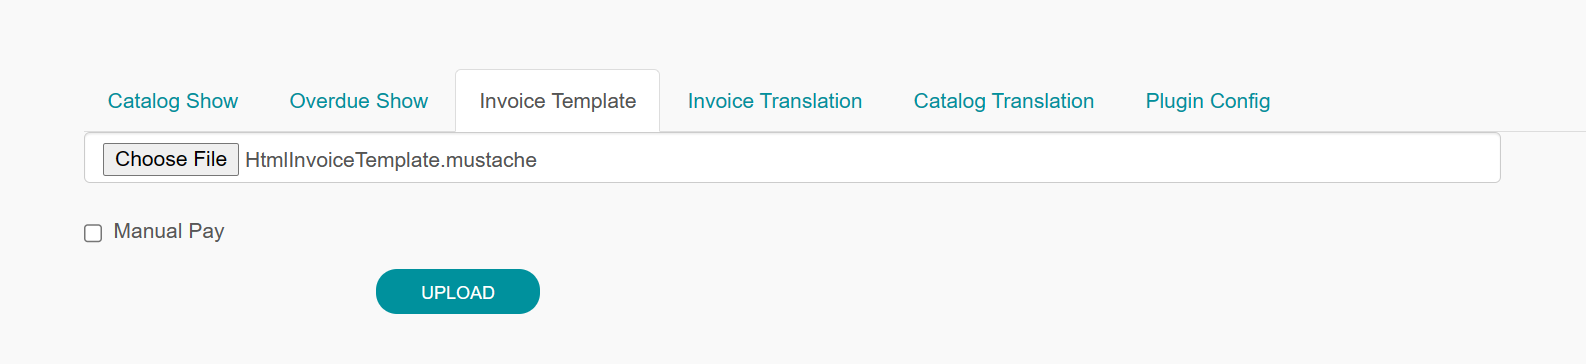 Catalog Show Overdue Show Invoice Template Invoice Translation Catalog Translation Plugin Config
Choose File HtmlInvoiceTemplate.mustache
Manual Pay
UPLOAD